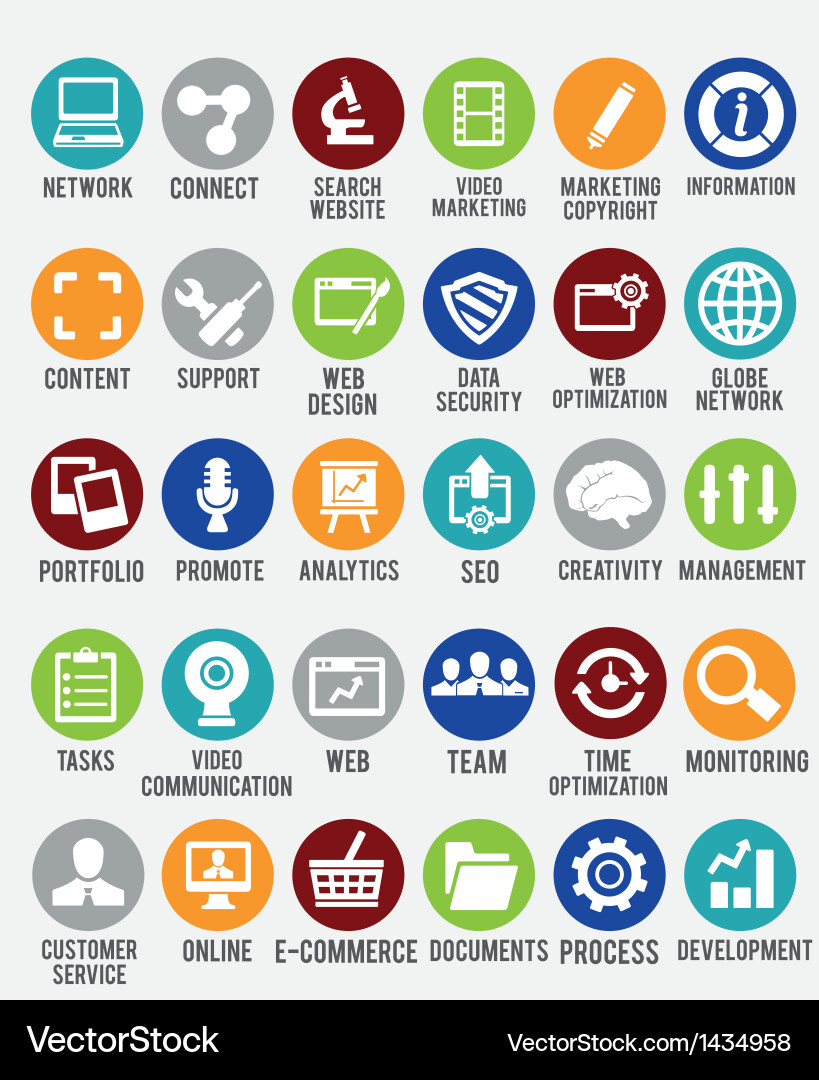 NETWORK
CONNECT
SEARCH
WEBSITE
VIDEO
MARKETING
MARKETING
COPYRIGHT
i
INFORMATION
CONTENT
SUPPORT
WEB
DESIGN
DATA
SECURITY
WEB
OPTIMIZATION
GLOBE
NETWORK
PORTFOLIO
PROMOTE
ANALYTICS
SEO
CREATIVITY
MANAGEMENT
TASKS
VIDEO
COMMUNICATION
WEB
TEAM
TIME
OPTIMIZATION
MONITORING
CUSTOMER
SERVICE
ONLINE
E-COMMERCE
DOCUMENTS
PROCESS
DEVELOPMENT
VectorStock
VectorStock.com/1434958